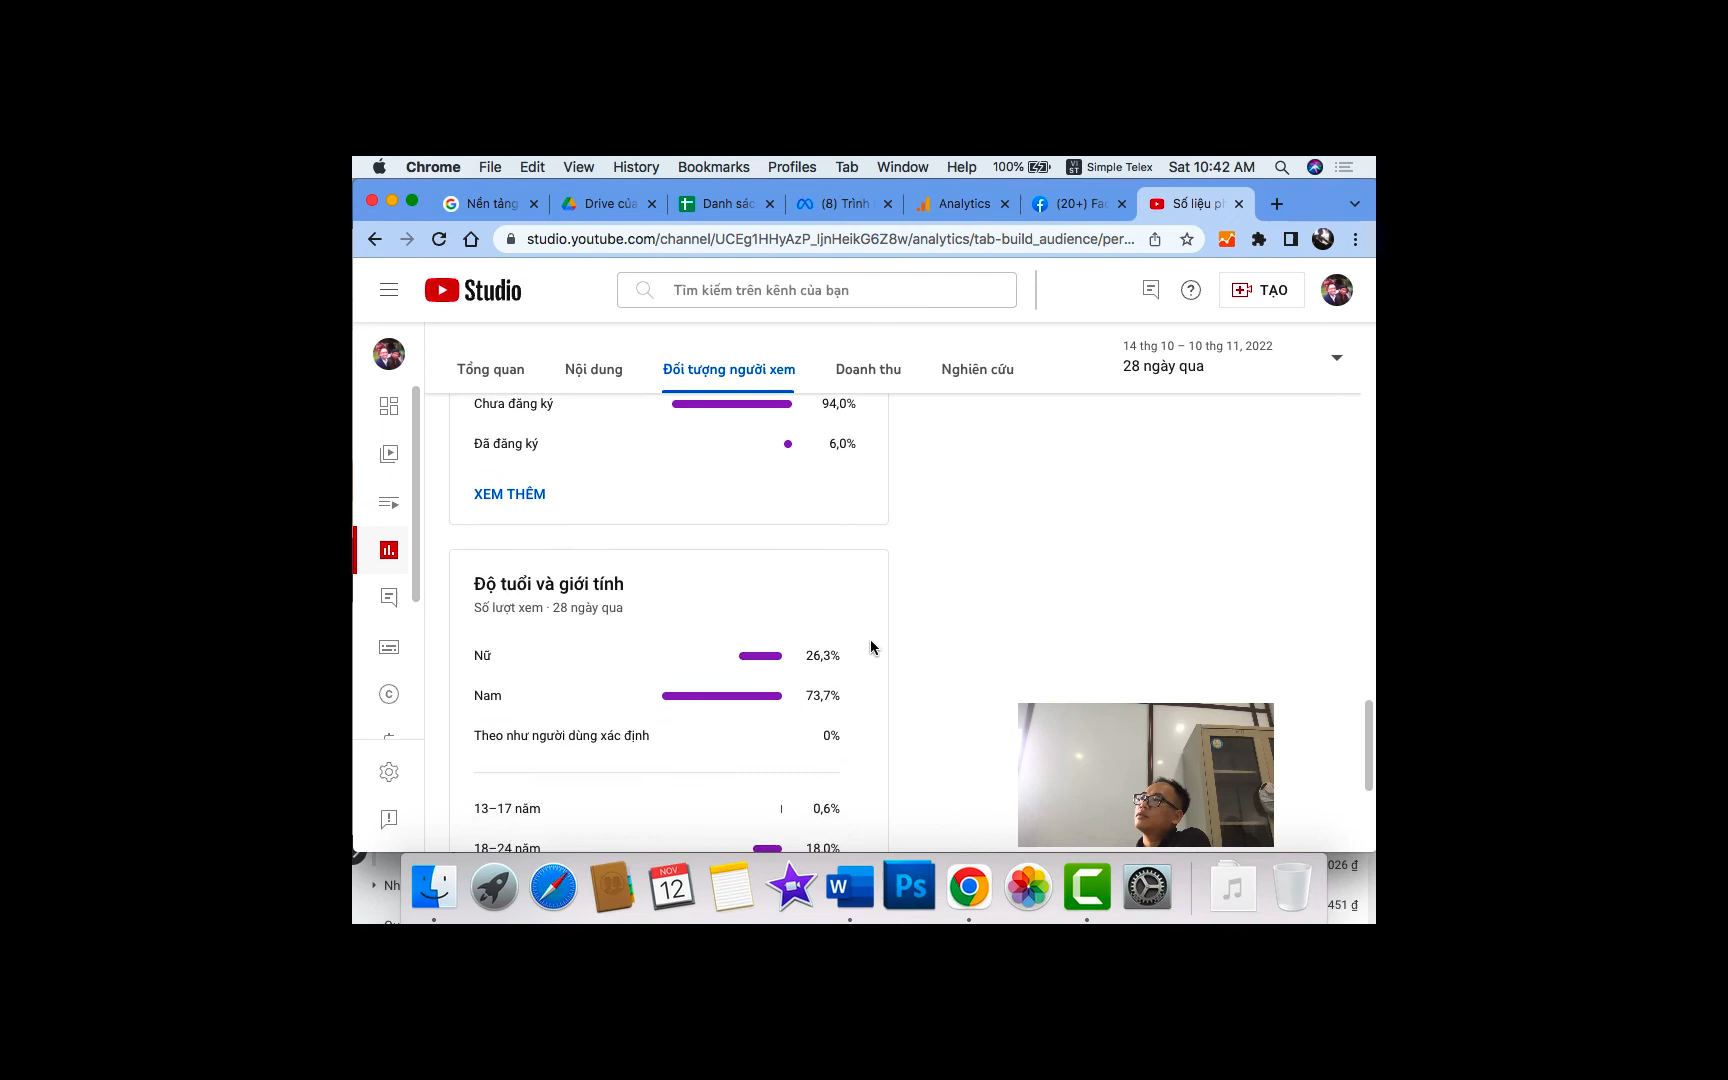 Chrome File Edit View History Bookmarks Profiles Tab Window Help 100% VI ST Simple Telex Sat 10:42 AM
Nền tảng Drive của Danh sác (8) Trình Analytics (20+) Fac Số liệu ph
studio.youtube.com/channel/UCEg1HHyAzP_ljnHeikG6Z8w/analytics/tab-build_audience/per...
Studio Tìm kiếm trên kênh của bạn TẠO
14 thg 10 – 10 thg 11, 2022
28 ngày qua
Tổng quan Nội dung Đối tượng người xem Doanh thu Nghiên cứu
Chưa đăng ký 94,0%
Đã đăng ký 6,0%
XEM THÊM
Độ tuổi và giới tính
Số lượt xem · 28 ngày qua
Nữ 26,3%
Nam 73,7%
Theo như người dùng xác định 0%
13–17 năm 0,6%
18–24 năm 18,0%
026 ₫
Nh
451 ₫
NOV
12
W
Ps